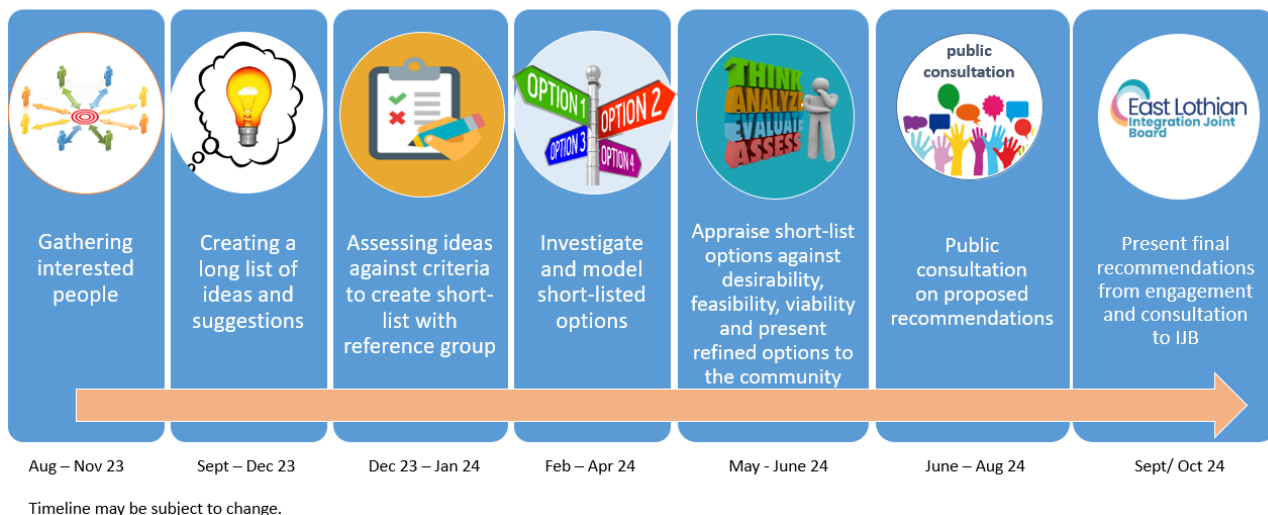 OPTION 1
OPTION 2
OPTION 3
OPTION 4
THINK
ANALYZE
EVALUATE
ASSESS
public
consultation
East Lothian
Integration Joint
Board
Gathering
interested
people
Creating a
long list of
ideas and
suggestions
Assessing ideas
against criteria
to create short-
list with
reference group
Investigate
and model
short-listed
options
Appraise short-list
options against
desirability,
feasibility, viability
and present
refined options to
the community
Public
consultation
on proposed
recommendations
Present final
recommendations
from engagement
and consultation
to IJB
Aug – Nov 23
Sept – Dec 23
Dec 23 – Jan 24
Feb – Apr 24
May - June 24
June – Aug 24
Sept/ Oct 24
Timeline may be subject to change.